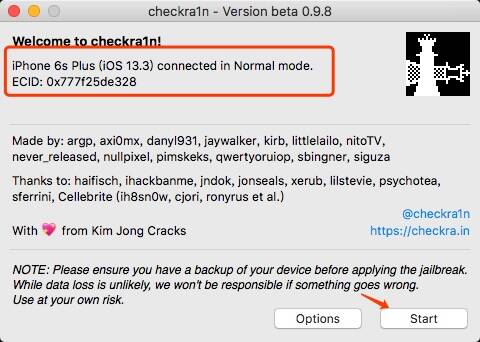 checkra1n - Version beta 0.9.8
Welcome to checkra1n!
iPhone 6s Plus (iOS 13.3) connected in Normal mode.
ECID: 0x777f25de328
Made by: argp, axi0mx, danyl931, jaywalker, kirb, littlelailo, nitoTV,
never_released, nullpixel, pimskeks, qwertyoruiop, sbingner, siguza
Thanks to: haifisch, ihackbanme, jndok, jonseals, xerub, lilstevie, psychotea,
sferrini, Cellebrite (ih8sn0w, cjori, ronyrus et al.)
@checkra1n
With 💖 from Kim Jong Cracks
https://checkra.in
NOTE: Please ensure you have a backup of your device before applying the jailbreak.
While data loss is unlikely, we won't be responsible if something goes wrong.
Use at your own risk.
Options
Start